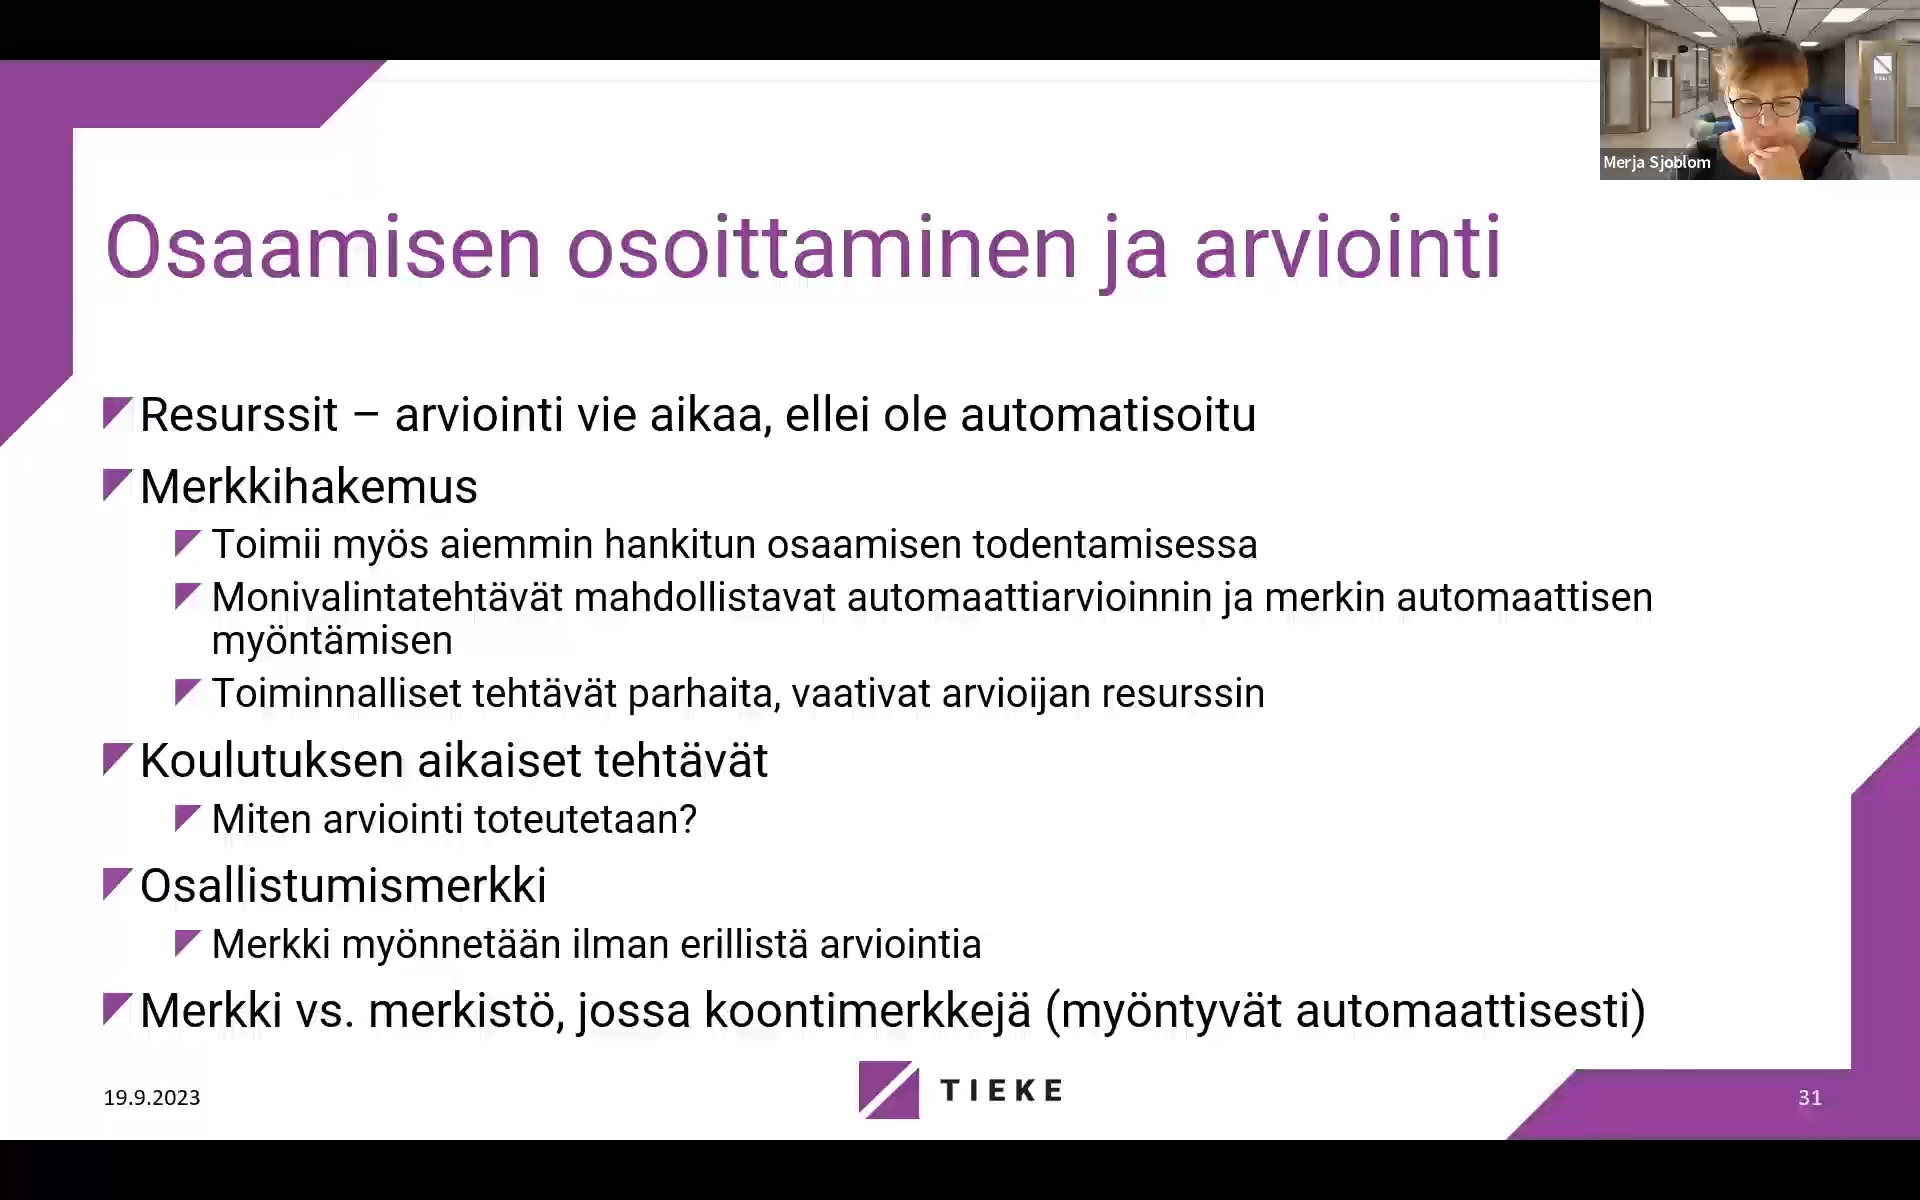 Merja Sjoblom
Osaamisen osoittaminen ja arviointi
Resurssit – arviointi vie aikaa, ellei ole automatisoitu
Merkkihakemus
Toimii myös aiemmin hankitun osaamisen todentamisessa
Monivalintatehtävät mahdollistavat automaattiarvioinnin ja merkin automaattisen
myöntämisen
Toiminnalliset tehtävät parhaita, vaativat arvioijan resurssin
Koulutuksen aikaiset tehtävät
Miten arviointi toteutetaan?
Osallistumismerkki
Merkki myönnetään ilman erillistä arviointia
Merkki vs. merkistö, jossa koontimerkkejä (myöntyvät automaattisesti)
19.9.2023
TIEKE
31